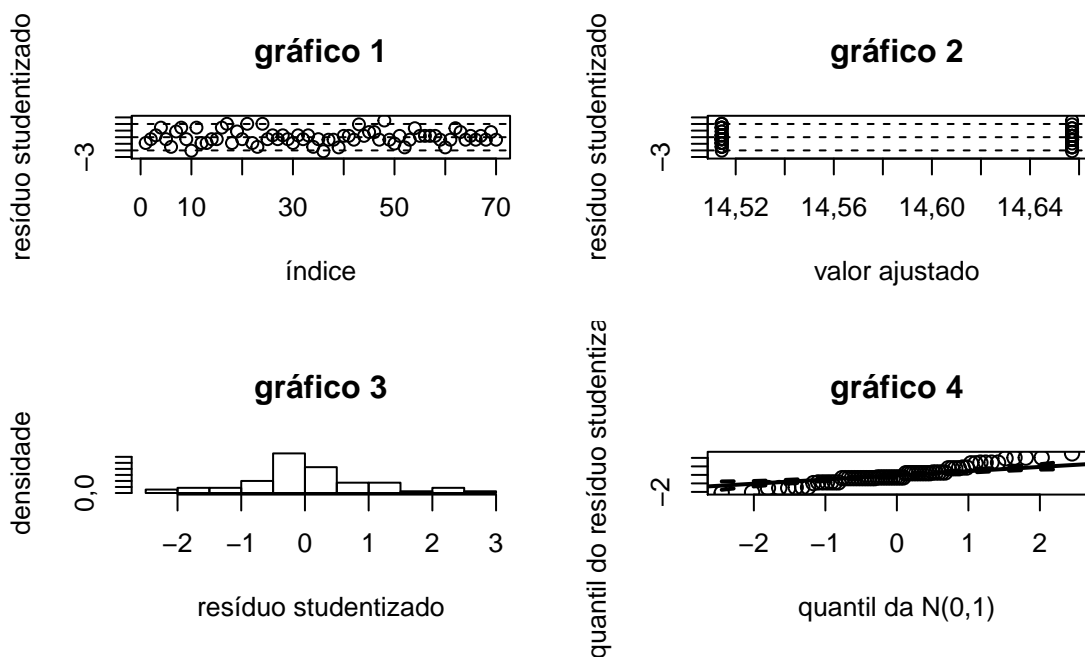 gráfico 1
resíduo studentizado
−3
0 10 30 50 70
índice
gráfico 2
resíduo studentizado
−3
14,52 14,56 14,60 14,64
valor ajustado
gráfico 3
densidade
0,0
−2 −1 0 1 2 3
resíduo studentizado
gráfico 4
quantil do resíduo studentiza
−2
−2 −1 0 1 2
quantil da N(0,1)